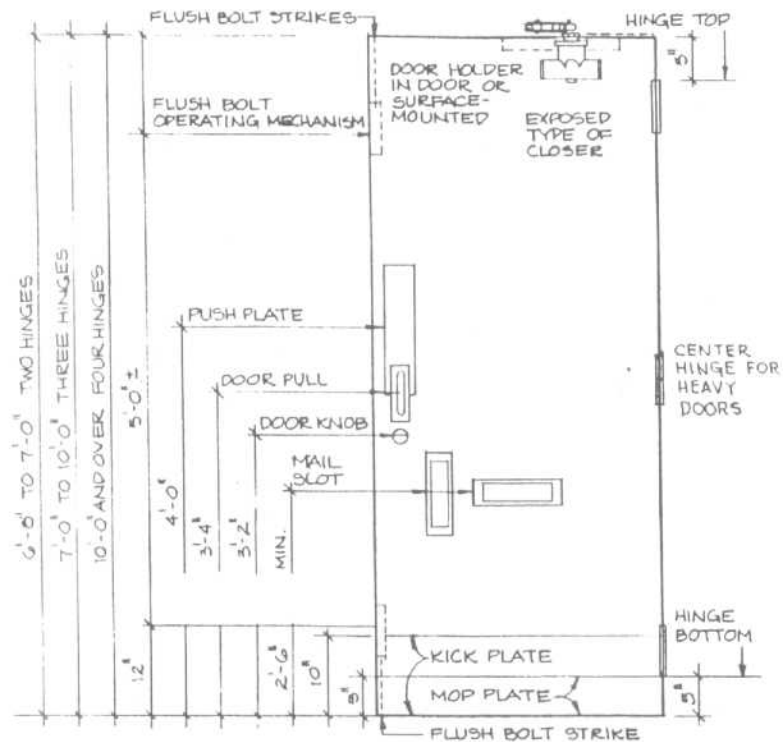 FLUSH BOLT STRIKES
HINGE TOP
5"
DOOR HOLDER
IN DOOR OR
SURFACE-
MOUNTED
FLUSH BOLT
OPERATING MECHANISM
EXPOSED
TYPE OF
CLOSER
6'-8" TO 7'-0" TWO HINGES
7'-0" TO 10'-0" THREE HINGES
10'-0" AND OVER FOUR HINGES
5'-0" ±
PUSH PLATE
4'-0"
DOOR PULL
3'-4"
DOOR KNOB
3'-2"
MAIL
SLOT
MIN.
CENTER
HINGE FOR
HEAVY
DOORS
HINGE
BOTTOM
12"
2'-6"
10"
5"
KICK PLATE
MOP PLATE
5"
FLUSH BOLT STRIKE